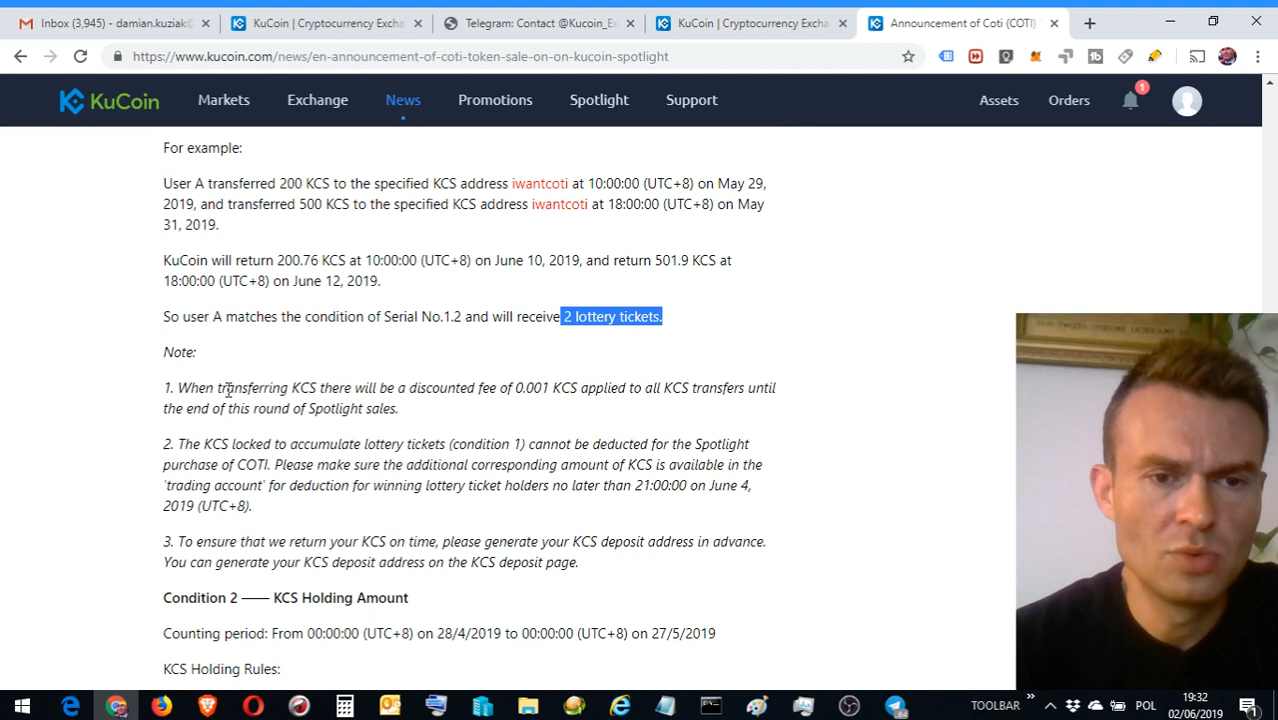 Inbox (3,945) - damian.kuziak@
KuCoin | Cryptocurrency Excha
Telegram: Contact @Kucoin_E
KuCoin | Cryptocurrency Excha
Announcement of Coti (COTI)
https://www.kucoin.com/news/en-announcement-of-coti-token-sale-on-on-kucoin-spotlight
KuCoin Markets Exchange News Promotions Spotlight Support Assets Orders 1
For example:
User A transferred 200 KCS to the specified KCS address iwantcoti at 10:00:00 (UTC+8) on May 29,
2019, and transferred 500 KCS to the specified KCS address iwantcoti at 18:00:00 (UTC+8) on May
31, 2019.
KuCoin will return 200.76 KCS at 10:00:00 (UTC+8) on June 10, 2019, and return 501.9 KCS at
18:00:00 (UTC+8) on June 12, 2019.
So user A matches the condition of Serial No.1.2 and will receive 2 lottery tickets.
Note:
1. When transferring KCS there will be a discounted fee of 0.001 KCS applied to all KCS transfers until
the end of this round of Spotlight sales.
2. The KCS locked to accumulate lottery tickets (condition 1) cannot be deducted for the Spotlight
purchase of COTI. Please make sure the additional corresponding amount of KCS is available in the
'trading account' for deduction for winning lottery ticket holders no later than 21:00:00 on June 4,
2019 (UTC+8).
3. To ensure that we return your KCS on time, please generate your KCS deposit address in advance.
You can generate your KCS deposit address on the KCS deposit page.
Condition 2 —— KCS Holding Amount
Counting period: From 00:00:00 (UTC+8) on 28/4/2019 to 00:00:00 (UTC+8) on 27/5/2019
KCS Holding Rules:
TOOLBAR POL 19:32
02/06/2019